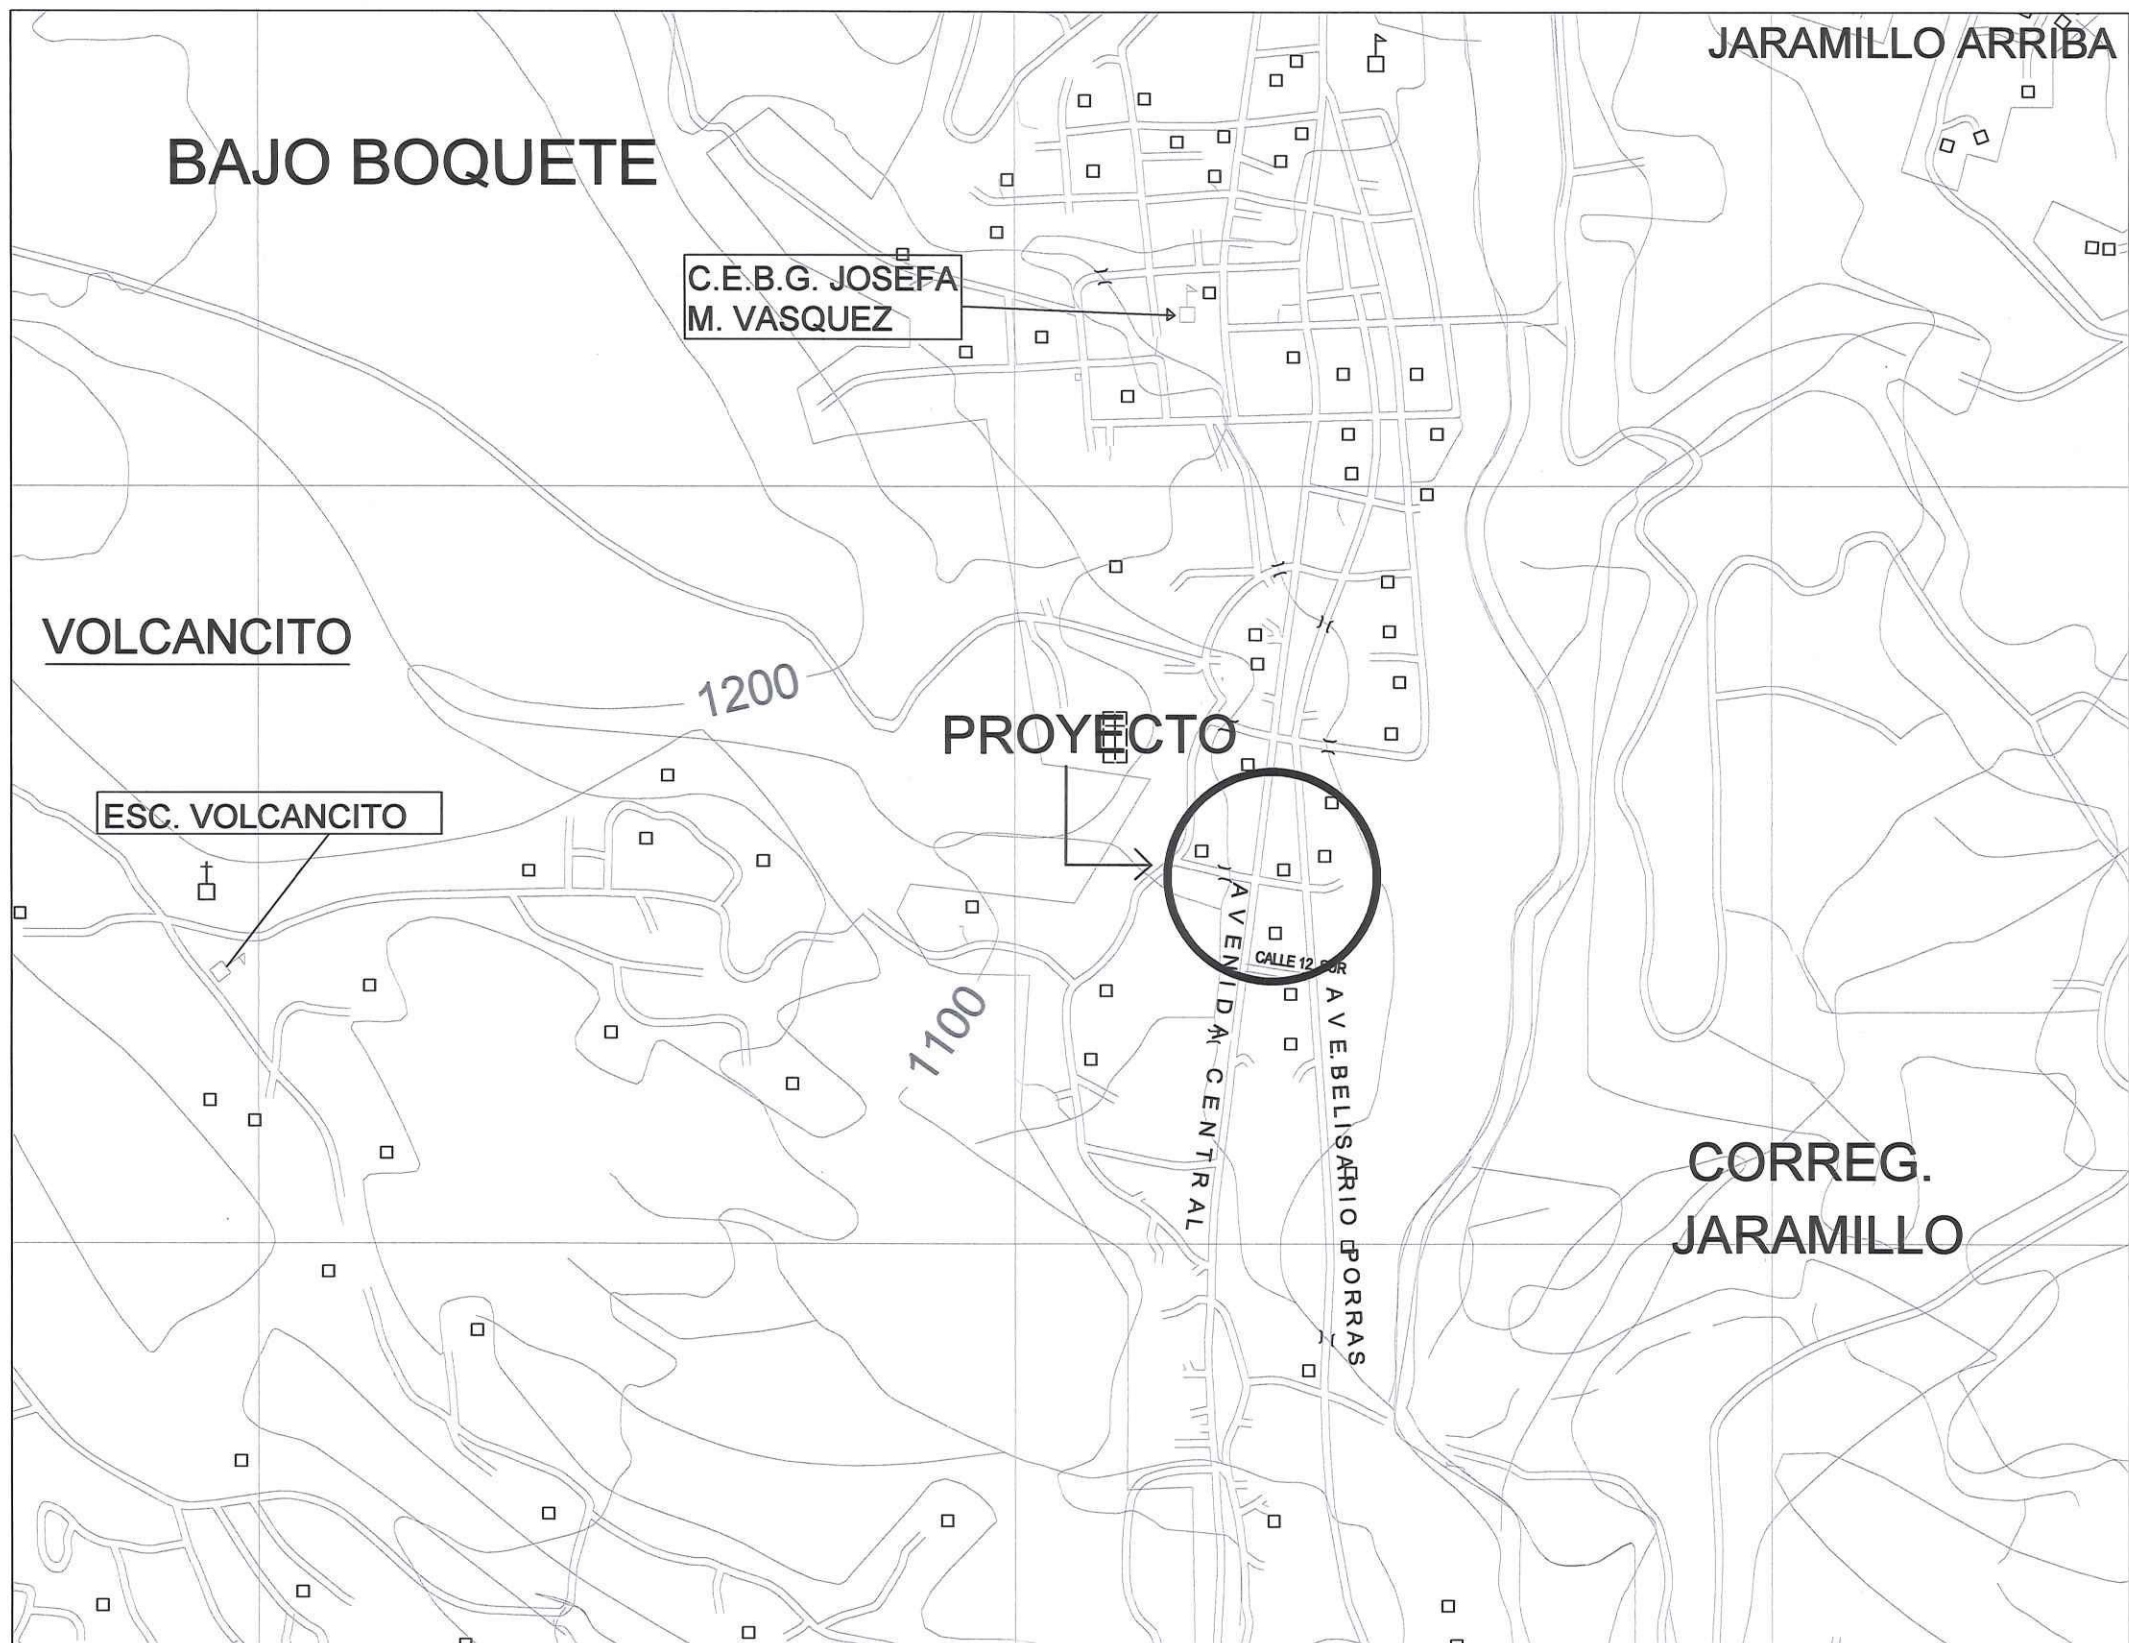 JARAMILLO ARRIBA
BAJO BOQUETE
C.E.B.G. JOSEFA
M. VASQUEZ
VOLCANCITO
1200
PROYECTO
ESC. VOLCANCITO
AVENIDA CENTRAL
CALLE 12 SUR
AVE.BELISARIO PORRAS
1100
CORREG.
JARAMILLO